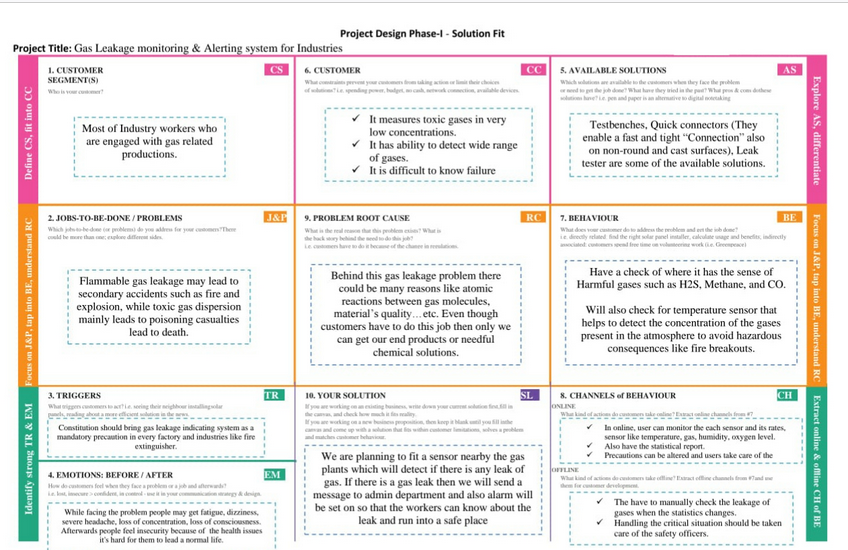 Project Design Phase-I - Solution Fit
Project Title: Gas Leakage monitoring & Alerting system for Industries
Define CS, fit into CC
1. CUSTOMER
SEGMENT(S)
CS
Who is your customer?
Most of Industry workers who
are engaged with gas related
productions.
6. CUSTOMER
CC
What constraints prevent your customers from taking action or limit their choices
of solutions? i.e. spending power, budget, no cash, network connection, available devices.
✓ It measures toxic gases in very
low concentrations.
✓ It has ability to detect wide range
of gases.
✓ It is difficult to know failure
5. AVAILABLE SOLUTIONS
AS
Which solutions are available to the customers when they face the problem
or need to get the job done? What have they tried in the past? What pros & cons dothese
solutions have? i.e. pen and paper is an alternative to digital notetaking
Testbenches, Quick connectors (They
enable a fast and tight “Connection” also
on non-round and cast surfaces), Leak
tester are some of the available solutions.
Explore AS, differentiate
Focus on J&P, tap into BE, understand RC
2. JOBS-TO-BE-DONE / PROBLEMS
J&P
Which jobs-to-be-done (or problems) do you address for your customers?There
could be more than one; explore different sides.
Flammable gas leakage may lead to
secondary accidents such as fire and
explosion, while toxic gas dispersion
mainly leads to poisoning casualties
lead to death.
9. PROBLEM ROOT CAUSE
RC
What is the real reason that this problem exists? What is
the back story behind the need to do this job?
i.e. customers have to do it because of the change in regulations.
Behind this gas leakage problem there
could be many reasons like atomic
reactions between gas molecules,
material’s quality…etc. Even though
customers have to do this job then only we
can get our end products or needful
chemical solutions.
7. BEHAVIOUR
BE
What does your customer do to address the problem and get the job done?
i.e. directly related: find the right solar panel installer, calculate usage and benefits, indirectly
associated: customers spend free time on volunteering work (i.e. Greenpeace)
Have a check of where it has the sense of
Harmful gases such as H2S, Methane, and CO.
Will also check for temperature sensor that
helps to detect the concentration of the gases
present in the atmosphere to avoid hazardous
consequences like fire breakouts.
Focus on J&P, tap into BE, understand RC
Identify strong TR & EM
3. TRIGGERS
TR
What triggers customers to act? i.e. seeing their neighbour installingsolar
panels, reading about a more efficient solution in the news.
Constitution should bring gas leakage indicating system as a
mandatory precaution in every factory and industries like fire
extinguisher.
4. EMOTIONS: BEFORE / AFTER
EM
How do customers feel when they face a problem or a job and afterwards?
i.e. lost, insecure > confident, in control - use it in your communication strategy & design.
While facing the problem people may get fatigue, dizziness,
severe headache, loss of concentration, loss of consciousness.
Afterwards people feel insecurity because of the health issues
it’s hard for them to lead a normal life.
10. YOUR SOLUTION
SL
If you are working on an existing business, write down your current solution first,fill in
the canvas, and check how much it fits reality.
If you are working on a new business proposition, then keep it blank until you fill inthe
canvas and come up with a solution that fits within customer limitations, solves a problem
and matches customer behaviour.
We are planning to fit a sensor nearby the gas
plants which will detect if there is any leak of
gas. If there is a gas leak then we will send a
message to admin department and also alarm will
be set on so that the workers can know about the
leak and run into a safe place
8. CHANNELS of BEHAVIOUR
CH
ONLINE
What kind of actions do customers take online? Extract online channels from #7
✓ In online, user can monitor the each sensor and its rates,
sensor like temperature, gas, humidity, oxygen level.
✓ Also have the statistical report.
✓ Precautions can be altered and users take care of the
OFFLINE
What kind of actions do customers take offline? Extract offline channels from #7and use
them for customer development.
✓ The have to manually check the leakage of
gases when the statistics changes.
✓ Handling the critical situation should be taken
care of the safety officers.
Extract online & offline CH of BE